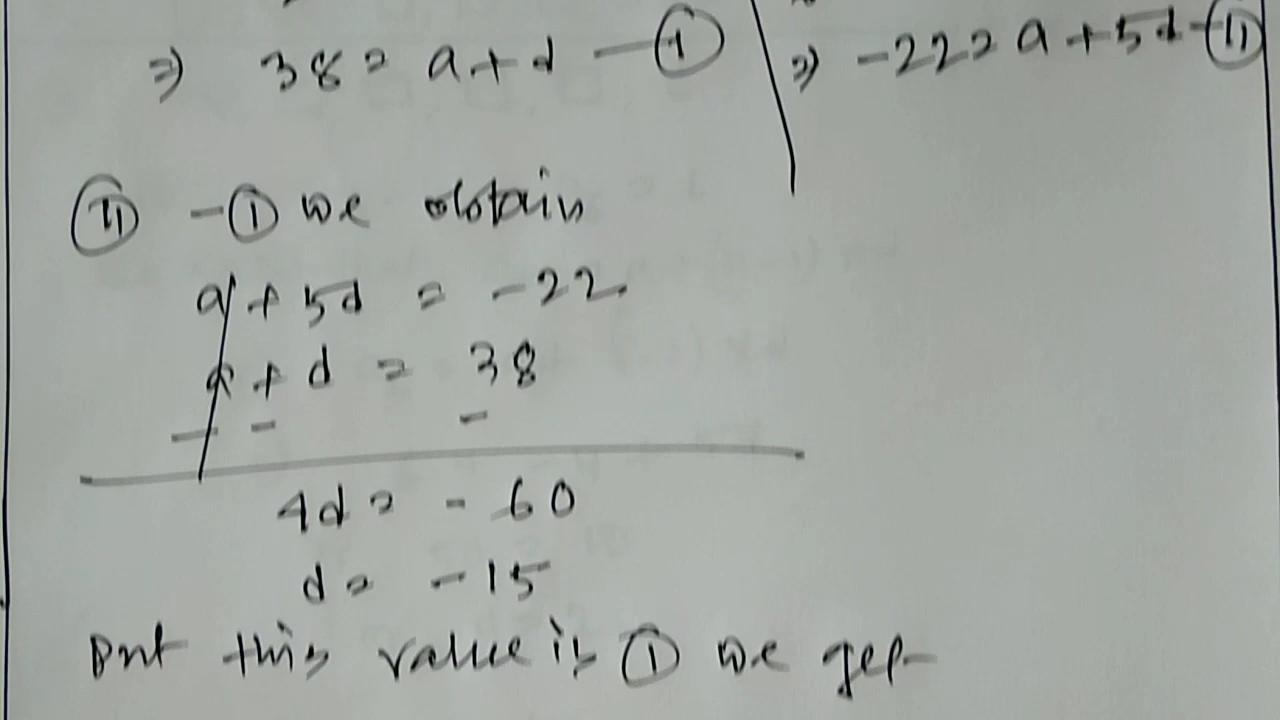 ⇒ 38 = a + d — ① ⇒ -22 = a + 5d - ⑪
⑪ - ① we obtain
a + 5d = -22
a + d = 38
- - -
4d = - 60
d = - 15
Put this value in ① we get